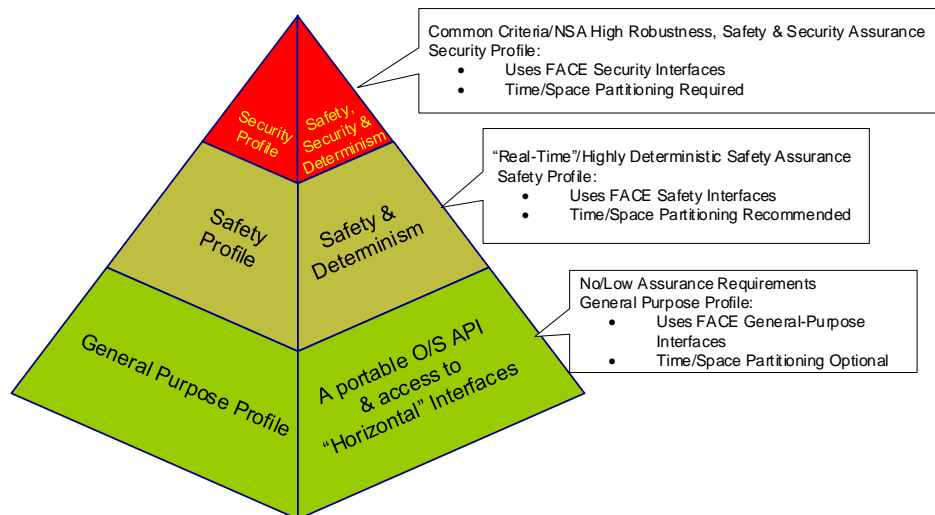 Common Criteria/NSA High Robustness, Safety & Security Assurance
Security Profile:
• Uses FACE Security Interfaces
• Time/Space Partitioning Required
Security
Profile
Safety,
Security &
Determinism
"Real-Time"/Highly Deterministic Safety Assurance
Safety Profile:
• Uses FACE Safety Interfaces
• Time/Space Partitioning Recommended
Safety
Profile
Safety &
Determinism
No/Low Assurance Requirements
General Purpose Profile:
• Uses FACE General-Purpose
Interfaces
• Time/Space Partitioning Optional
General Purpose Profile
A portable O/S API
& access to
"Horizontal" Interfaces